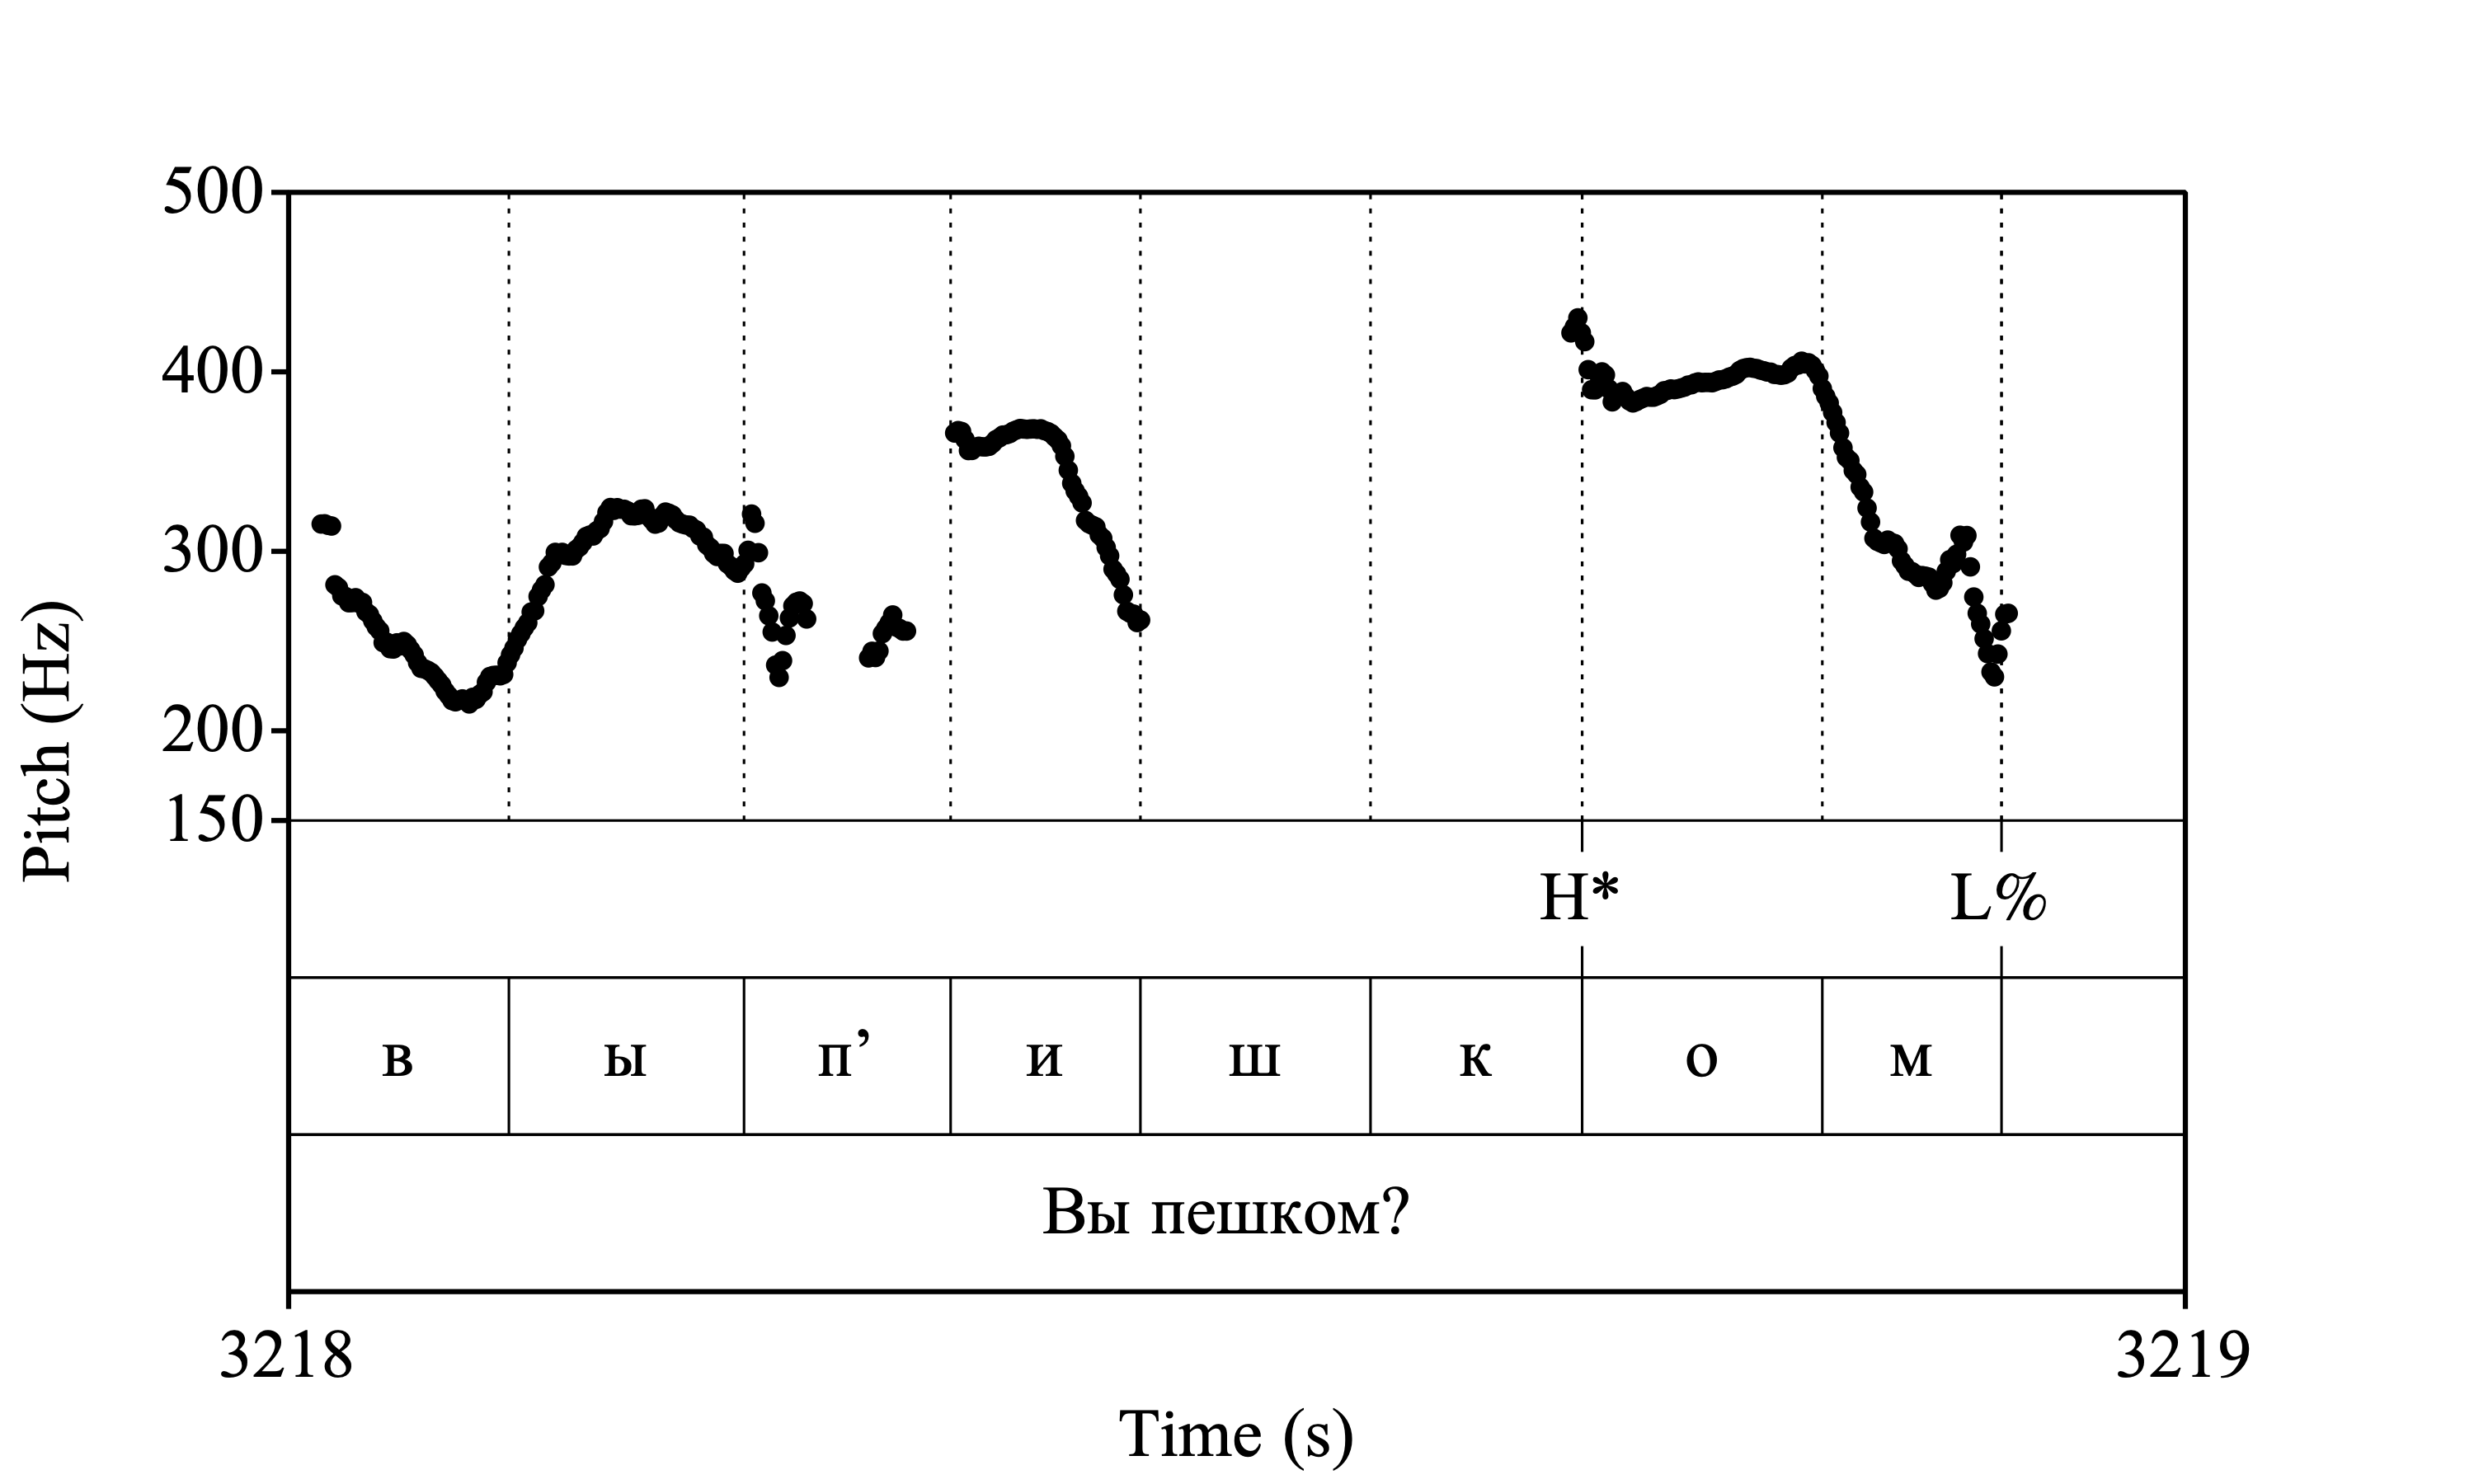 500
400
300
200
150
Pitch (Hz)
H* L%
в ы п’ и ш к о м
Вы пешком?
3218 3219
Time (s)